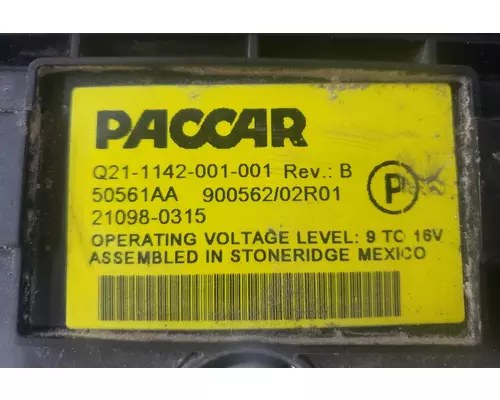 PACCAR
Q21-1142-001-001 Rev.: B
50561AA 900562/02R01
P
21098-0315
OPERATING VOLTAGE LEVEL: 9 TO 16V
ASSEMBLED IN STONERIDGE MEXICO